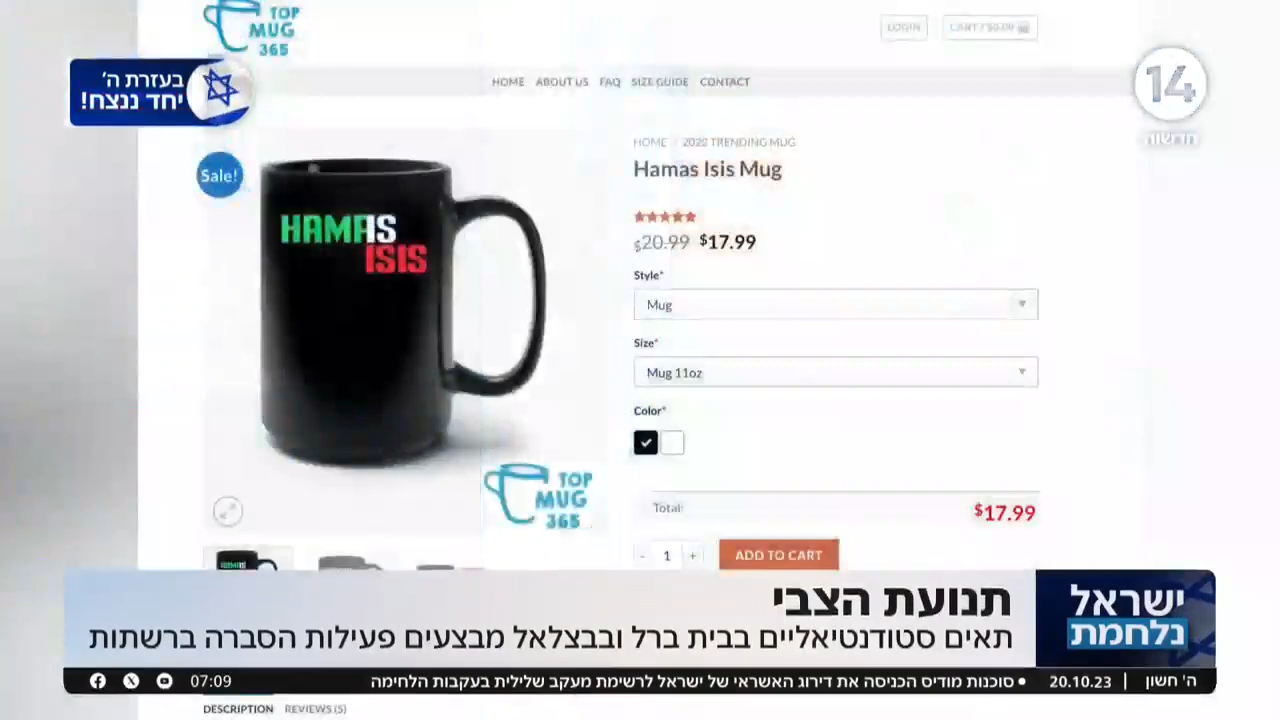 TOP
MUG
365
LOGIN
CART / $0.00
בעזרת ה'
יחד ננצח!
HOME ABOUT US FAQ SIZE GUIDE CONTACT
14
חדשות
HOME / 2020 TRENDING MUG
Hamas Isis Mug
Sale!
$20.99 $17.99
HAMAS
IS
ISIS
Style*
Mug
Size*
Mug 11oz
Color*
TOP
MUG
365
Total:
$17.99
- 1 +
ADD TO CART
תנועת הצבי
תאים סטודנטיאליים בבית ברל ובבצלאל מבצעים פעילות הסברה ברשתות
ישראל
נלחמת
ה' חשון | 20.10.23
• סוכנות מודיס הכניסה את דירוג האשראי של ישראל לרשימת מעקב שלילית בעקבות הלחימה
07:09
DESCRIPTION REVIEWS (5)